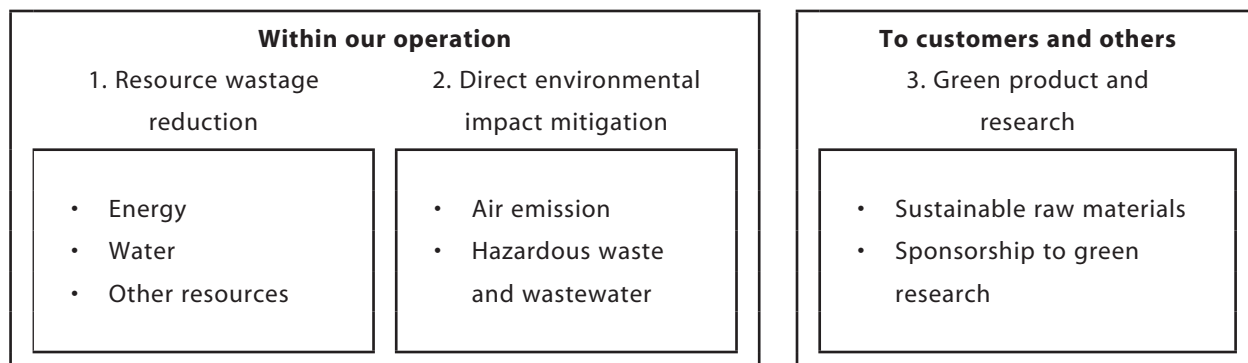 Within our operation
1. Resource wastage
reduction
• Energy
• Water
• Other resources
2. Direct environmental
impact mitigation
• Air emission
• Hazardous waste
and wastewater
To customers and others
3. Green product and
research
• Sustainable raw materials
• Sponsorship to green
research